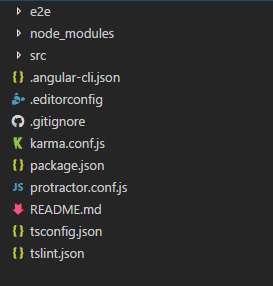 e2e
node_modules
src
.angular-cli.json
.editorconfig
.gitignore
karma.conf.js
package.json
protractor.conf.js
README.md
tsconfig.json
tslint.json